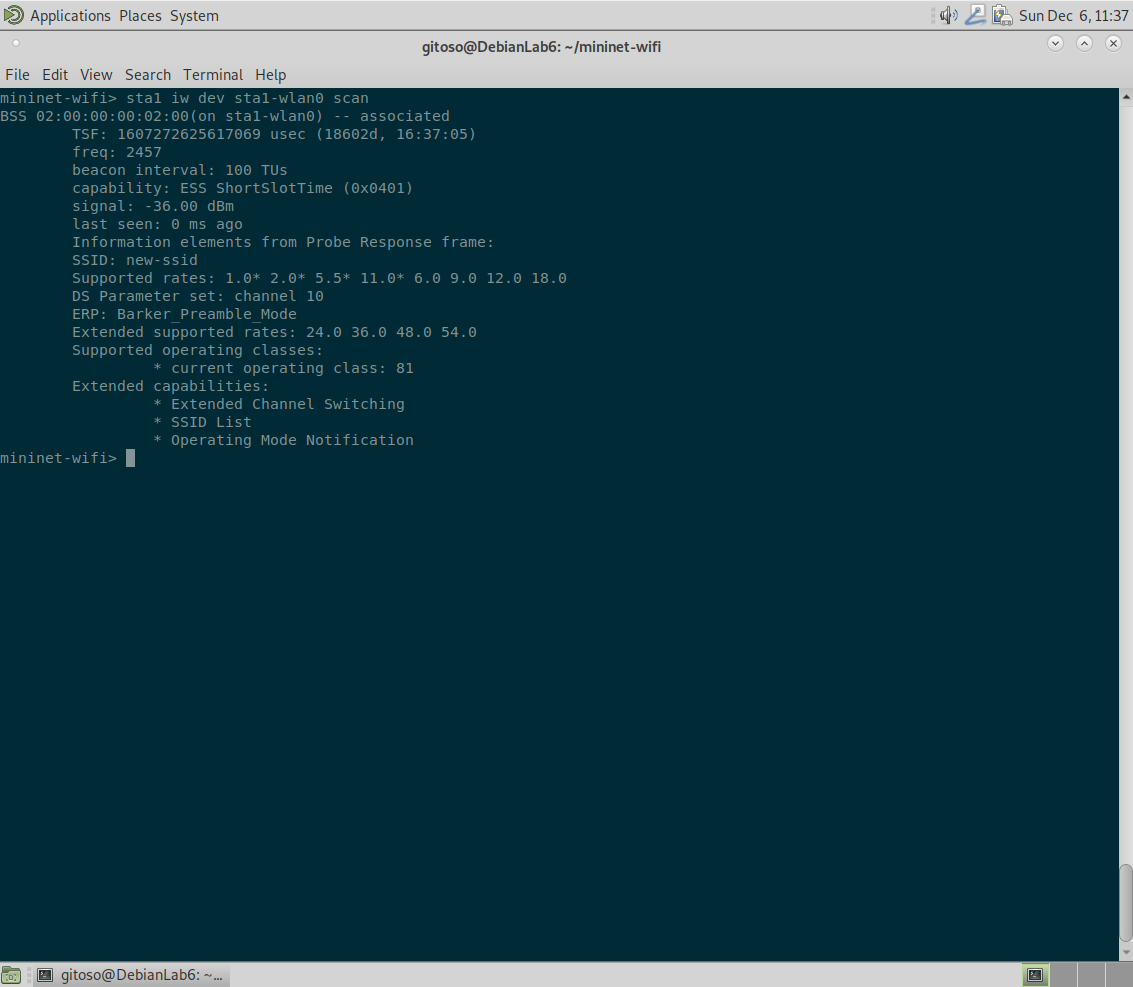 Applications Places System Sun Dec 6, 11:37
gitoso@DebianLab6: ~/mininet-wifi
File Edit View Search Terminal Help
mininet-wifi> sta1 iw dev sta1-wlan0 scan
BSS 02:00:00:00:02:00(on sta1-wlan0) -- associated
TSF: 1607272625617069 usec (18602d, 16:37:05)
freq: 2457
beacon interval: 100 TUs
capability: ESS ShortSlotTime (0x0401)
signal: -36.00 dBm
last seen: 0 ms ago
Information elements from Probe Response frame:
SSID: new-ssid
Supported rates: 1.0* 2.0* 5.5* 11.0* 6.0 9.0 12.0 18.0
DS Parameter set: channel 10
ERP: Barker_Preamble_Mode
Extended supported rates: 24.0 36.0 48.0 54.0
Supported operating classes:
* current operating class: 81
Extended capabilities:
* Extended Channel Switching
* SSID List
* Operating Mode Notification
mininet-wifi>
gitoso@DebianLab6: ~...